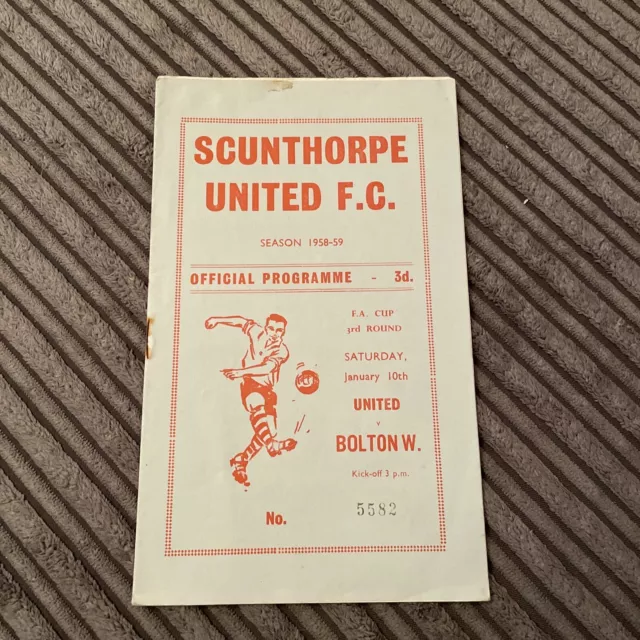 SCUNTHORPE
UNITED F.C.
SEASON 1958-59
OFFICIAL PROGRAMME - 3d.
F.A. CUP
3rd ROUND
SATURDAY,
January 10th
UNITED
v
BOLTON W.
Kick-off 3 p.m.
No. 5582